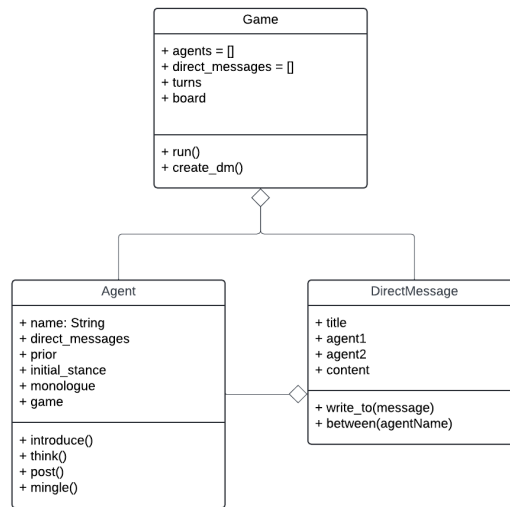 Game
+ agents = []
+ direct_messages = []
+ turns
+ board
+ run()
+ create_dm()
Agent
+ name: String
+ direct_messages
+ prior
+ initial_stance
+ monologue
+ game
+ introduce()
+ think()
+ post()
+ mingle()
DirectMessage
+ title
+ agent1
+ agent2
+ content
+ write_to(message)
+ between(agentName)